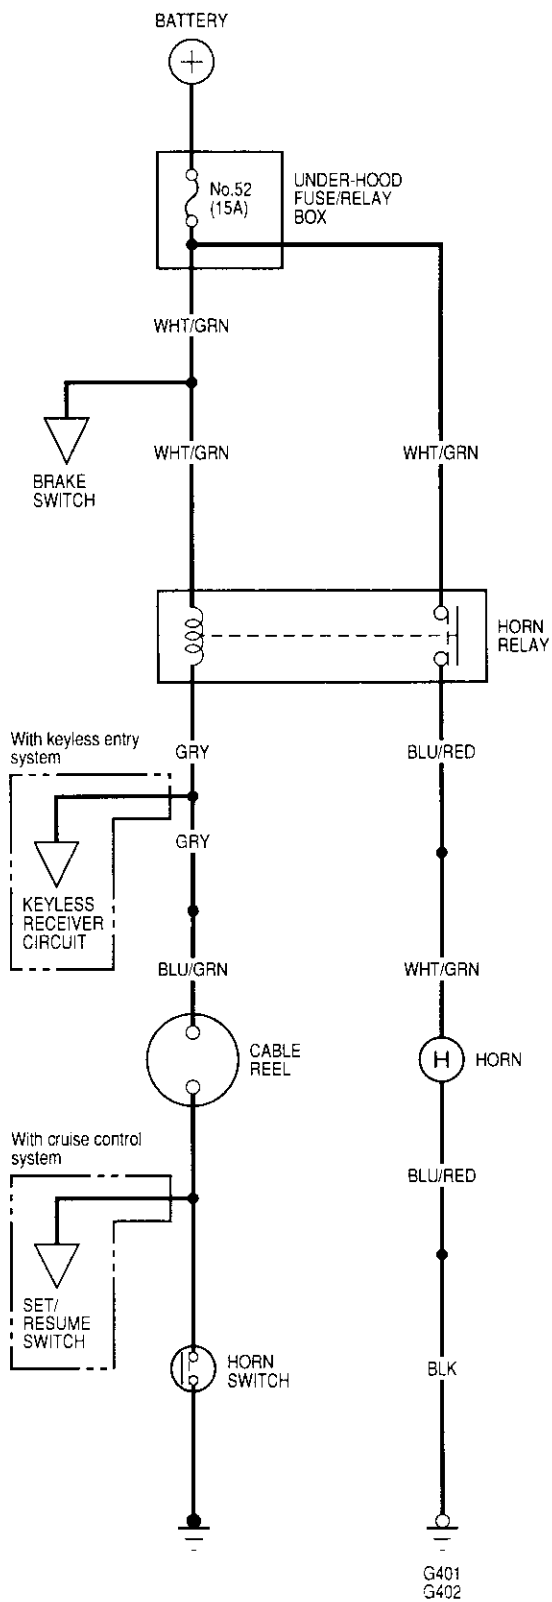 BATTERY
No.52
(15A)
UNDER-HOOD
FUSE/RELAY
BOX
WHT/GRN
WHT/GRN
WHT/GRN
BRAKE
SWITCH
HORN
RELAY
With keyless entry
system
GRY
BLU/RED
GRY
KEYLESS
RECEIVER
CIRCUIT
BLU/GRN
WHT/GRN
CABLE
REEL
H
HORN
With cruise control
system
BLU/RED
SET/
RESUME
SWITCH
HORN
SWITCH
BLK
G401
G402